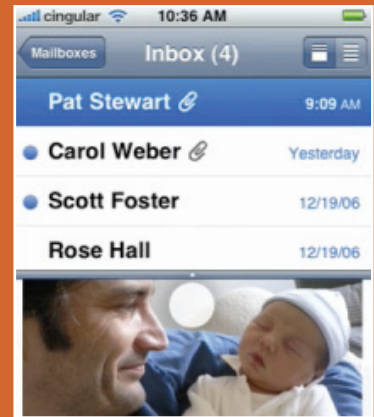 cingular 10:36 AM
Mailboxes Inbox (4)
Pat Stewart 9:09 AM
Carol Weber Yesterday
Scott Foster 12/19/06
Rose Hall 12/19/06